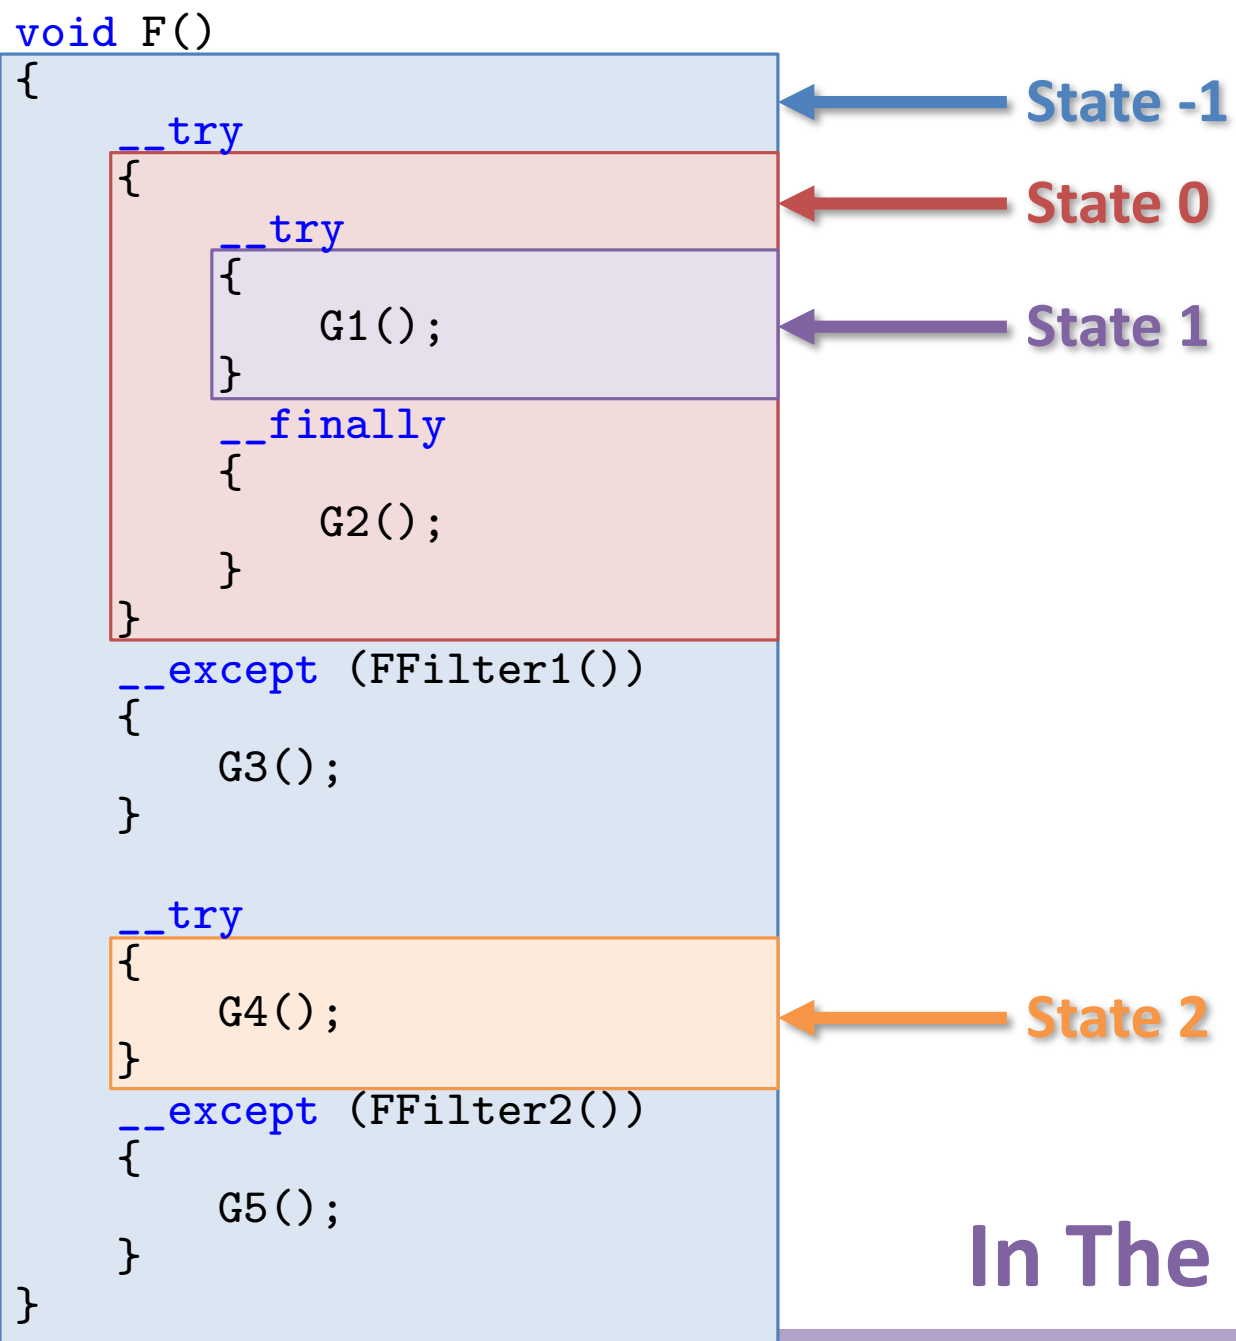 void F()
{
State -1
    __try
    {
State 0
        __try
        {
            G1();
State 1
        }
        __finally
        {
            G2();
        }
    }
    __except (FFilter1())
    {
        G3();
    }
    __try
    {
        G4();
State 2
    }
    __except (FFilter2())
    {
        G5();
    }
}
In The